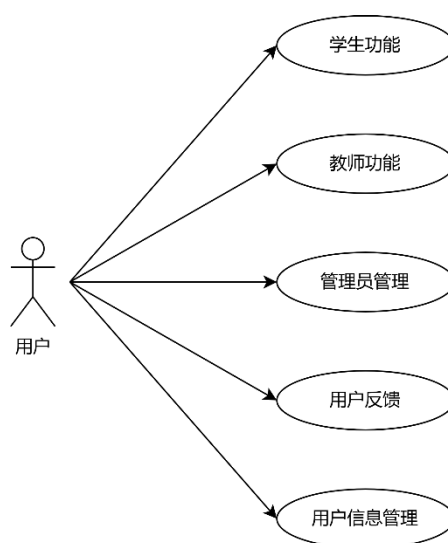 学生功能
教师功能
管理员管理
用户
用户反馈
用户信息管理